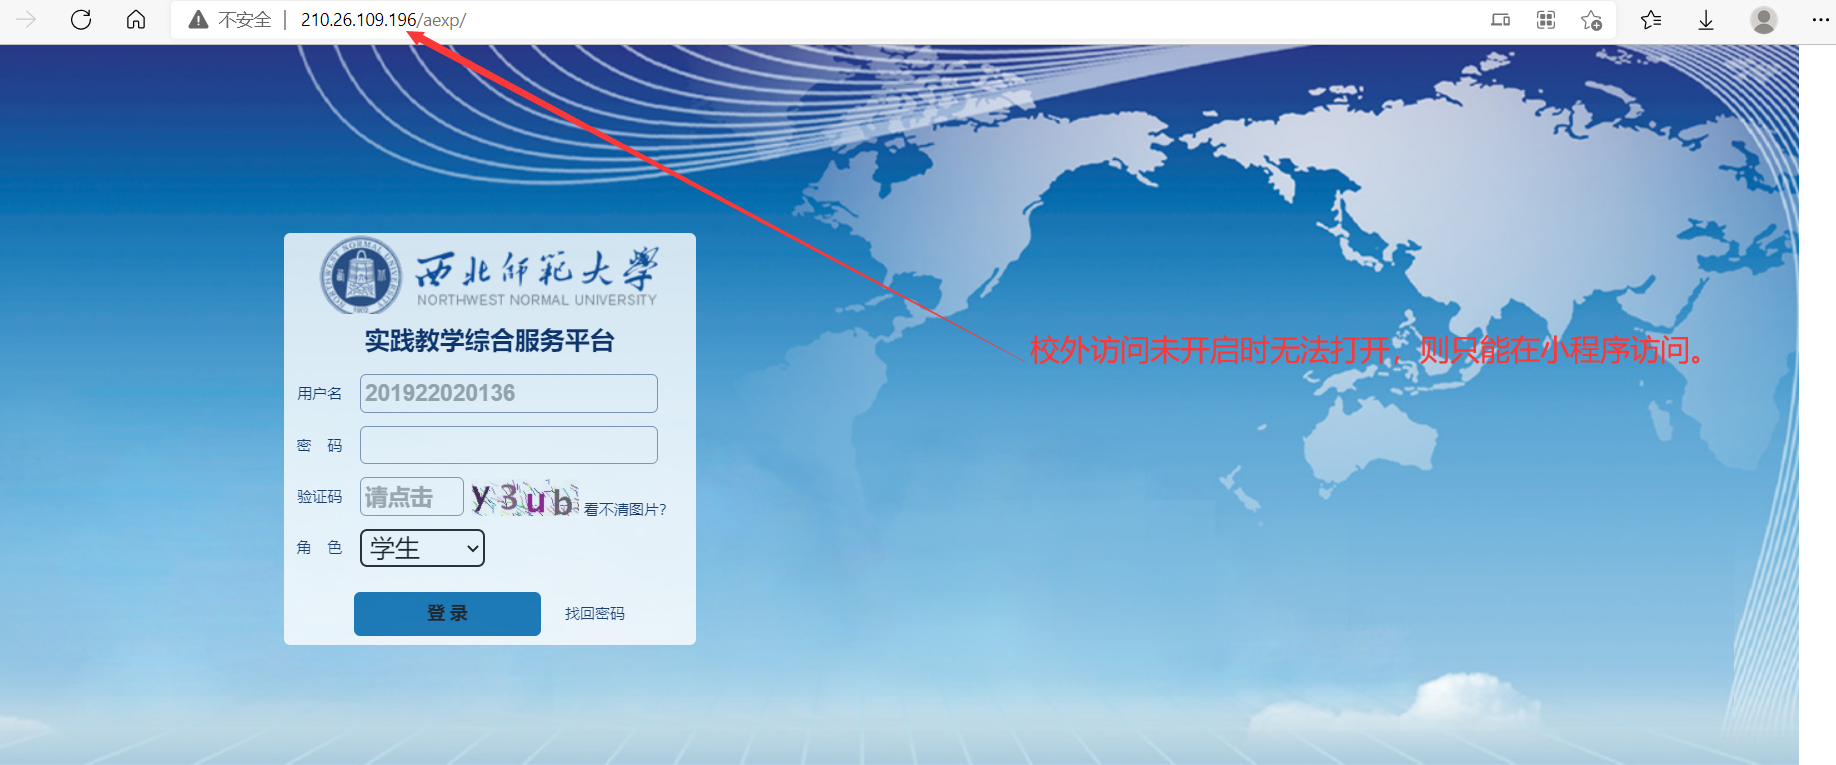 不安全 | 210.26.109.196/aexp/
西北师范大学
NORTHWEST NORMAL UNIVERSITY
实践教学综合服务平台
校外访问未开启时无法打开，则只能在小程序访问。
用户名 201922020136
密 码
验证码 请点击 y3ub 看不清图片?
角 色 学生
登 录 找回密码